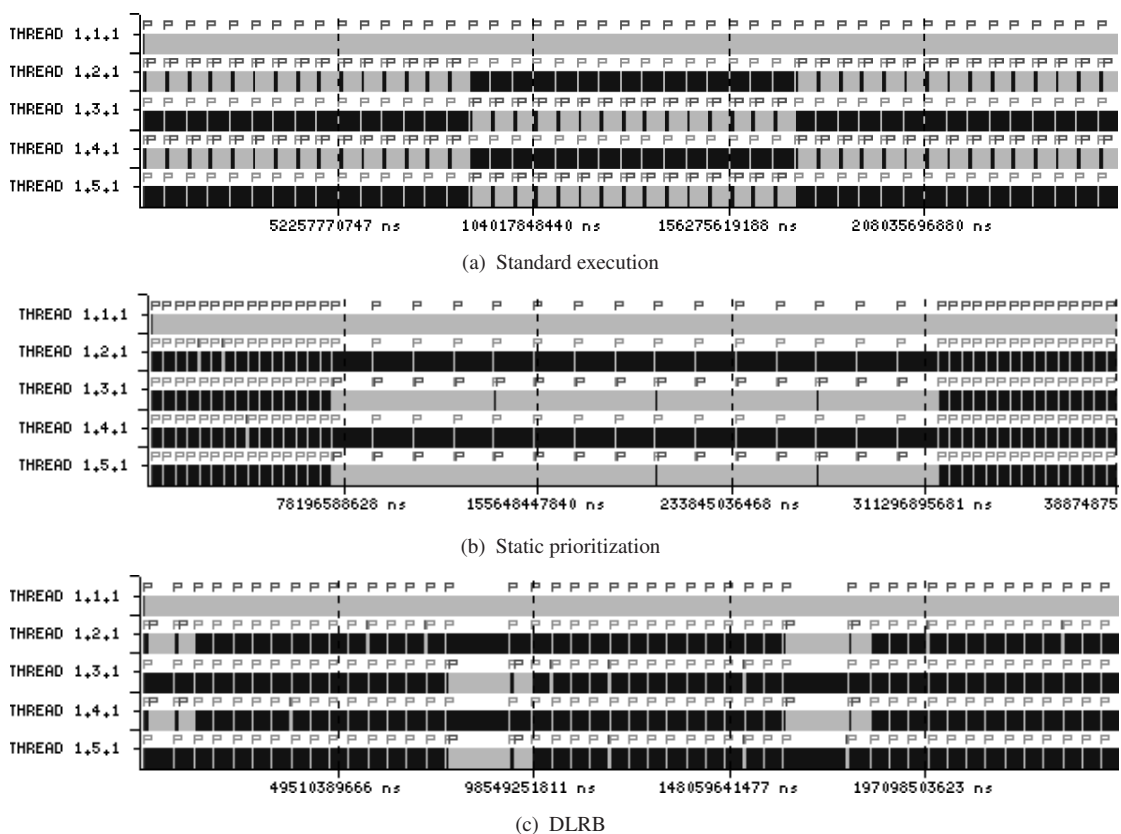 THREAD 1.1.1
THREAD 1.2.1
THREAD 1.3.1
THREAD 1.4.1
THREAD 1.5.1
52257770747 ns 104017848440 ns 156275619188 ns 208035696880 ns
(a) Standard execution
THREAD 1.1.1
THREAD 1.2.1
THREAD 1.3.1
THREAD 1.4.1
THREAD 1.5.1
78196588628 ns 155648447840 ns 233845036468 ns 311296895681 ns 38874875
(b) Static prioritization
THREAD 1.1.1
THREAD 1.2.1
THREAD 1.3.1
THREAD 1.4.1
THREAD 1.5.1
49510389666 ns 98549251811 ns 148059641477 ns 197098503623 ns
(c) DLRB